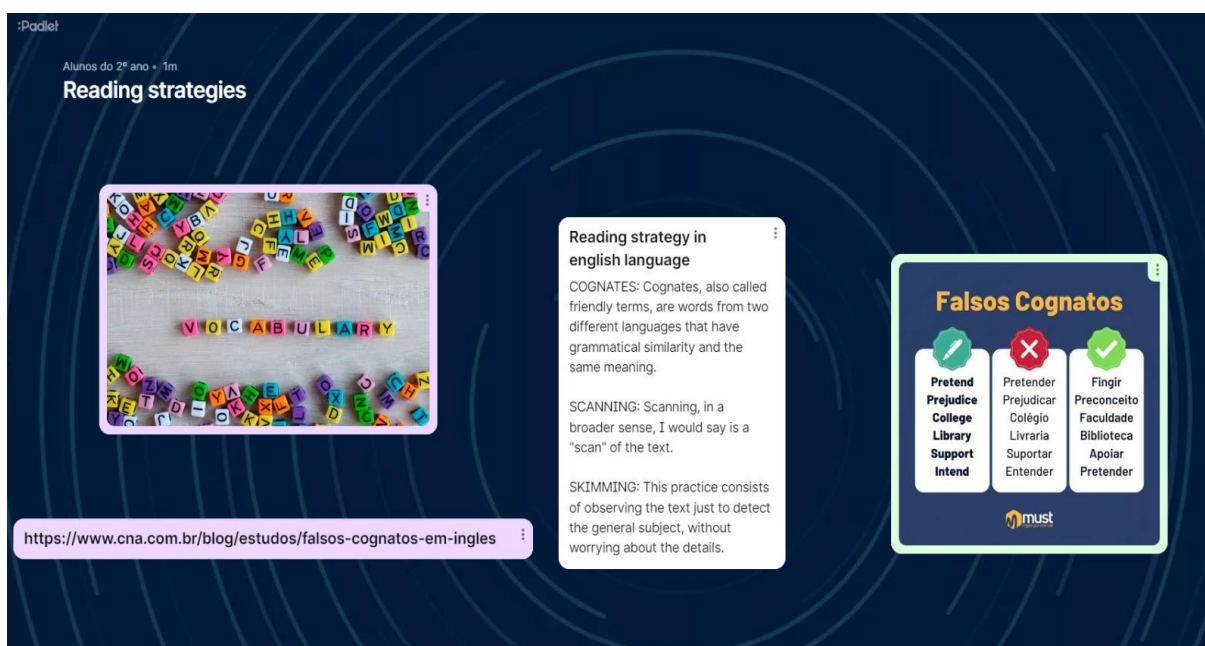 :Padlet
Alunos do 2º ano • 1m
Reading strategies
VOCABULARY
https://www.cna.com.br/blog/estudos/falsos-cognatos-em-ingles
Reading strategy in
english language
COGNATES: Cognates, also called
friendly terms, are words from two
different languages that have
grammatical similarity and the
same meaning.
SCANNING: Scanning, in a
broader sense, I would say is a
"scan" of the text.
SKIMMING: This practice consists
of observing the text just to detect
the general subject, without
worrying about the details.
Falsos Cognatos
Pretend Pretender Fingir
Prejudice Prejudicar Preconceito
College Colégio Faculdade
Library Livraria Biblioteca
Support Suportar Apoiar
Intend Entender Pretender
must